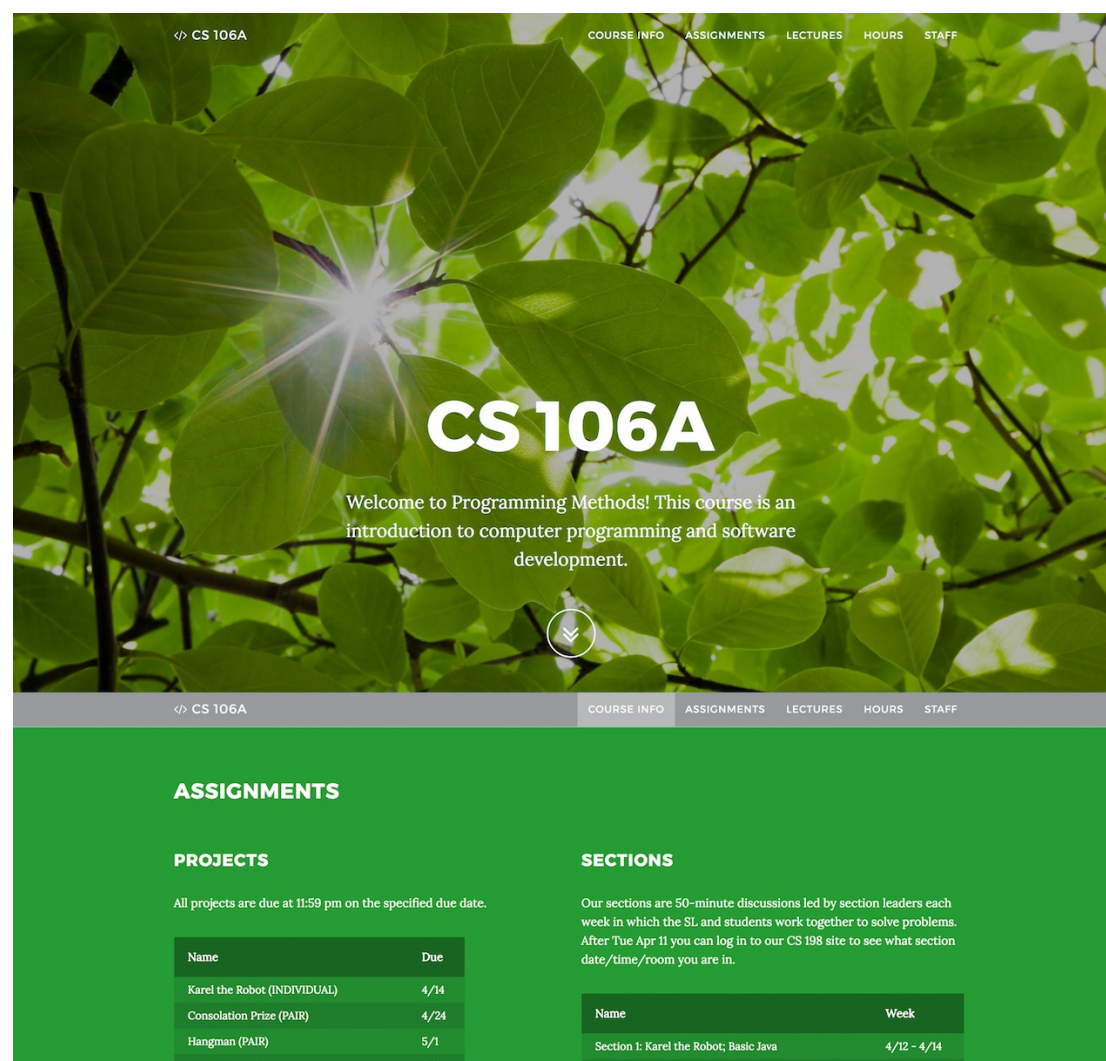 </> CS 106A
COURSE INFO ASSIGNMENTS LECTURES HOURS STAFF
CS 106A
Welcome to Programming Methods! This course is an
introduction to computer programming and software
development.
</> CS 106A
COURSE INFO ASSIGNMENTS LECTURES HOURS STAFF
ASSIGNMENTS
PROJECTS
All projects are due at 11:59 pm on the specified due date.
Name Due
Karel the Robot (INDIVIDUAL) 4/14
Consolation Prize (PAIR) 4/24
Hangman (PAIR) 5/1
SECTIONS
Our sections are 50-minute discussions led by section leaders each
week in which the SL and students work together to solve problems.
After Tue Apr 11 you can log in to our CS 198 site to see what section
date/time/room you are in.
Name Week
Section 1: Karel the Robot; Basic Java 4/12 - 4/14